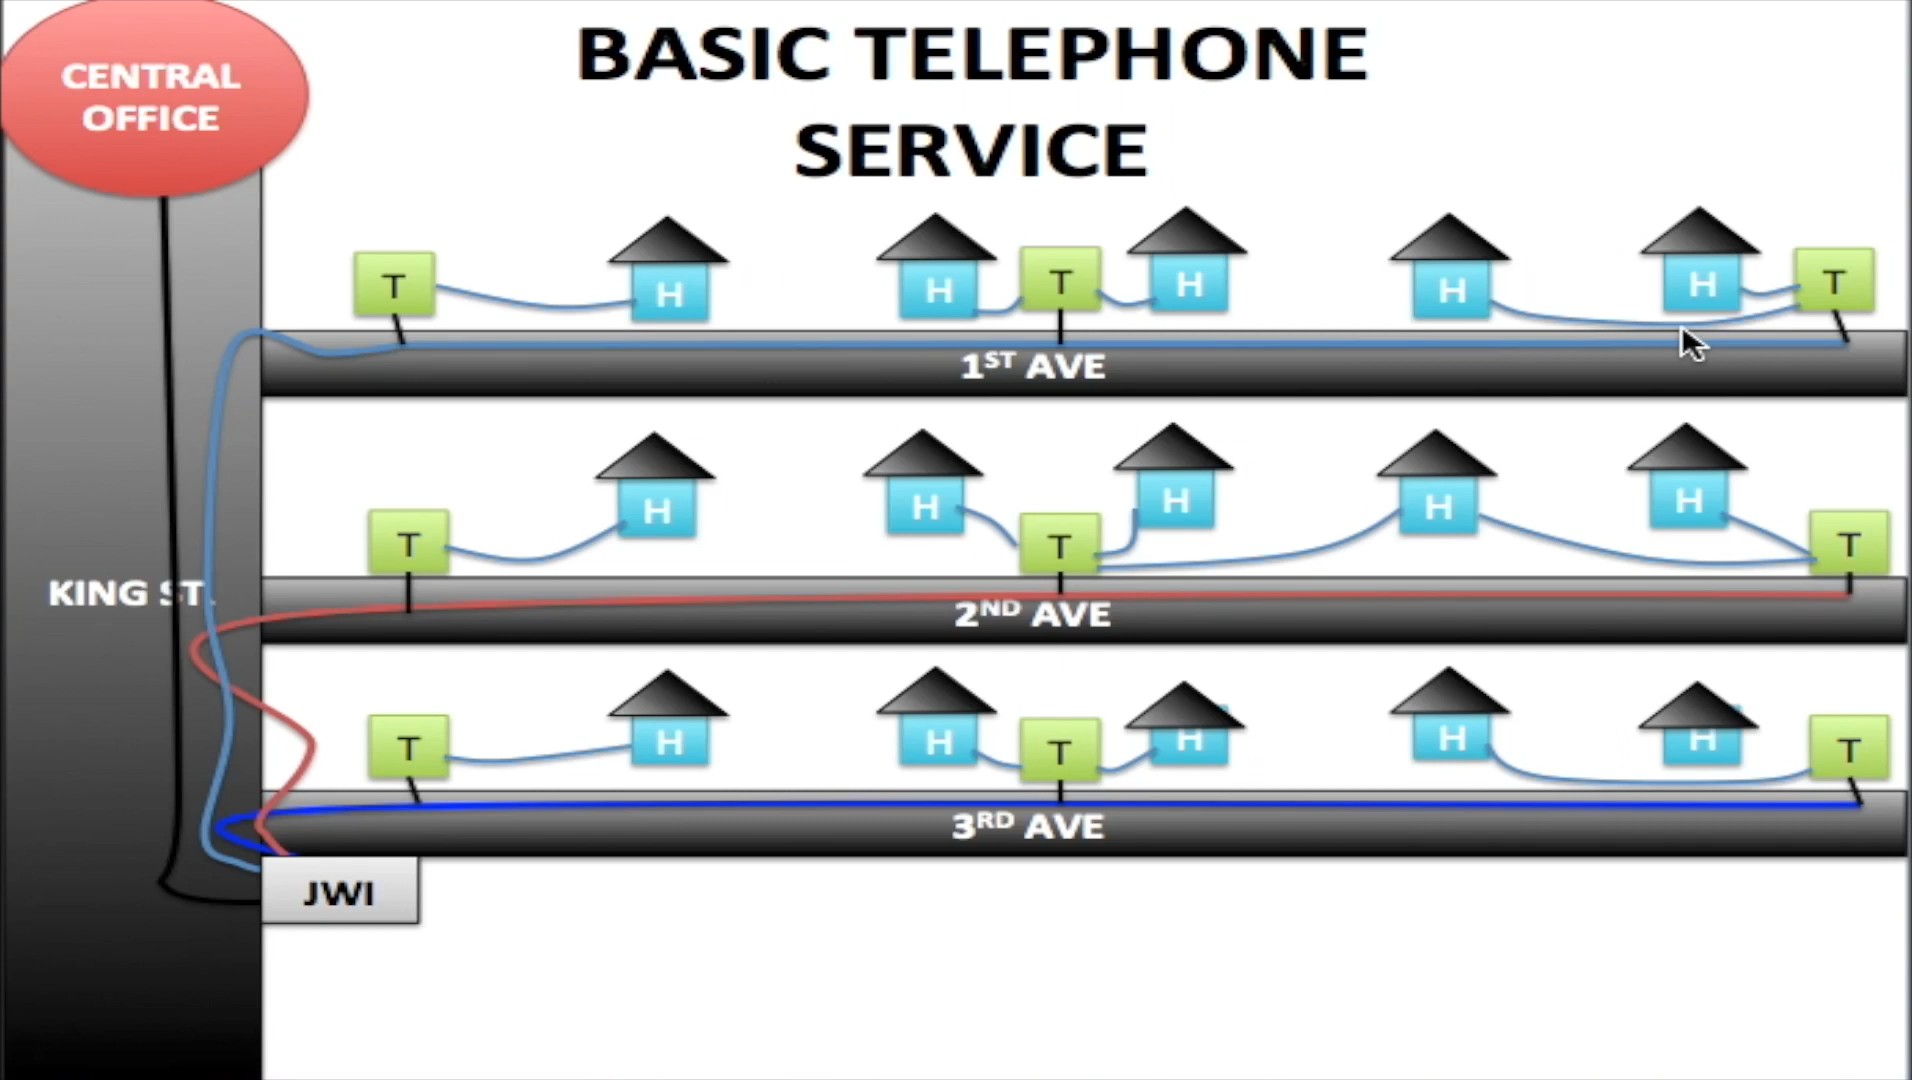 CENTRAL
OFFICE
BASIC TELEPHONE
SERVICE
T H H T H H H T
1ST AVE
T H H T H H H T
KING ST.
2ND AVE
T H H T H H H T
3RD AVE
JWI